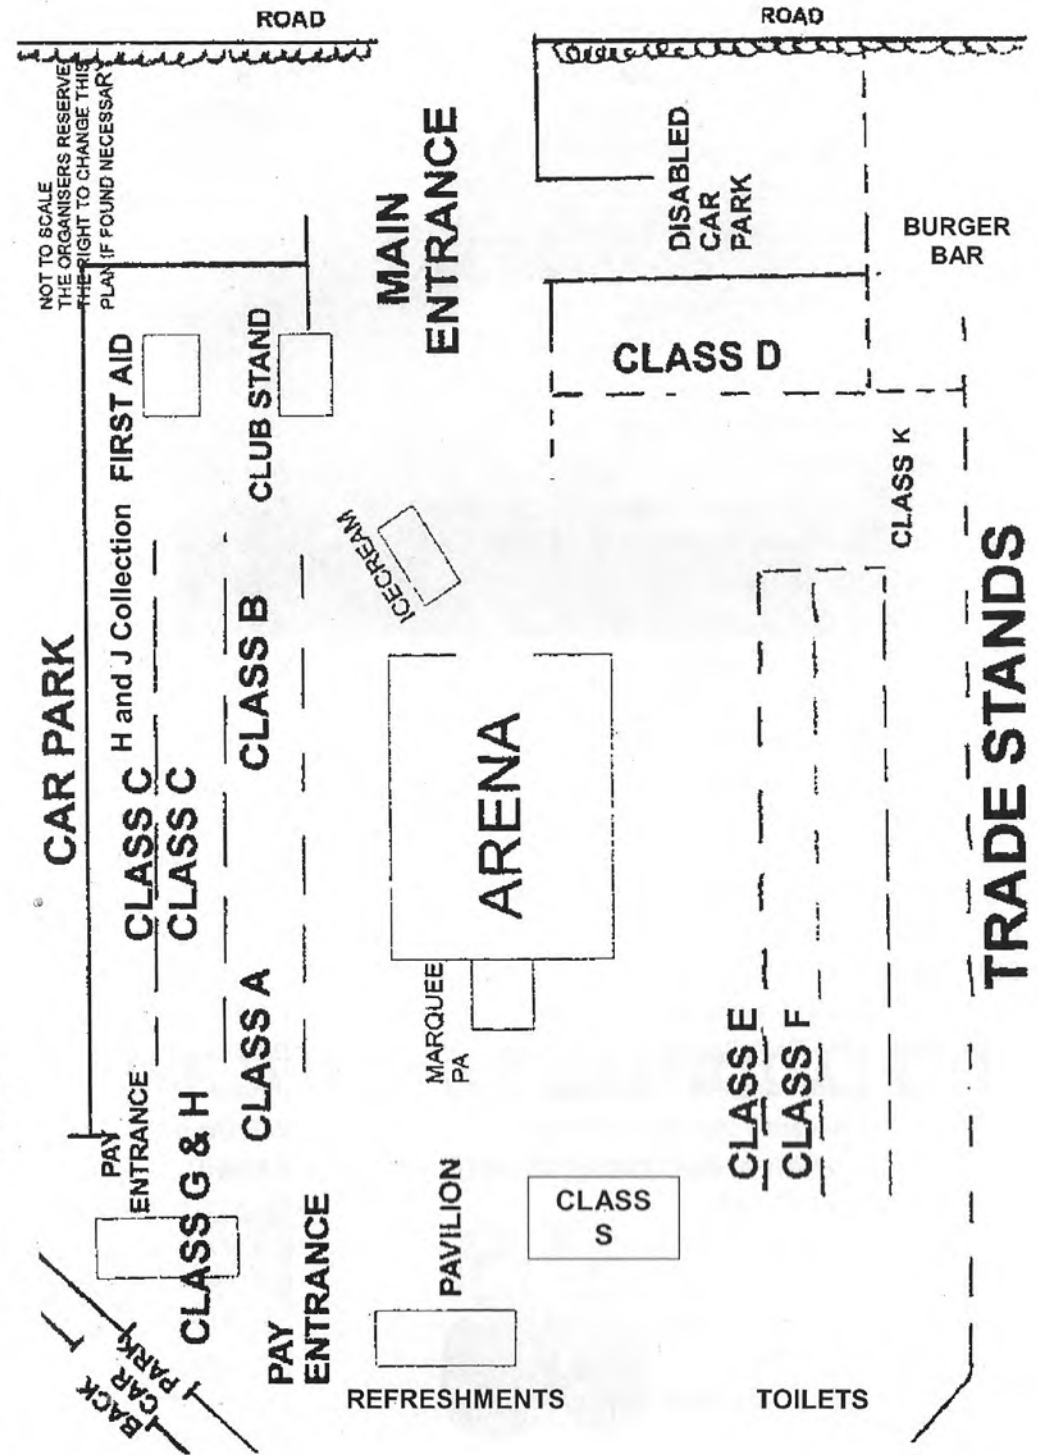 ROAD
ROAD
NOT TO SCALE
THE ORGANISERS RESERVE
THE RIGHT TO CHANGE THIS
PLAN IF FOUND NECESSARY
MAIN
ENTRANCE
DISABLED
CAR
PARK
BURGER
BAR
CLASS D
FIRST AID
CLUB STAND
CLASS K
ICECREAM
H and J Collection
CAR PARK
CLASS C
CLASS C
CLASS B
ARENA
TRADE STANDS
CLASS A
MARQUEE
PA
CLASS E
CLASS F
PAY
ENTRANCE
CLASS G & H
PAVILION
CLASS
S
PAY
ENTRANCE
BACK
CAR
PARK
REFRESHMENTS
TOILETS